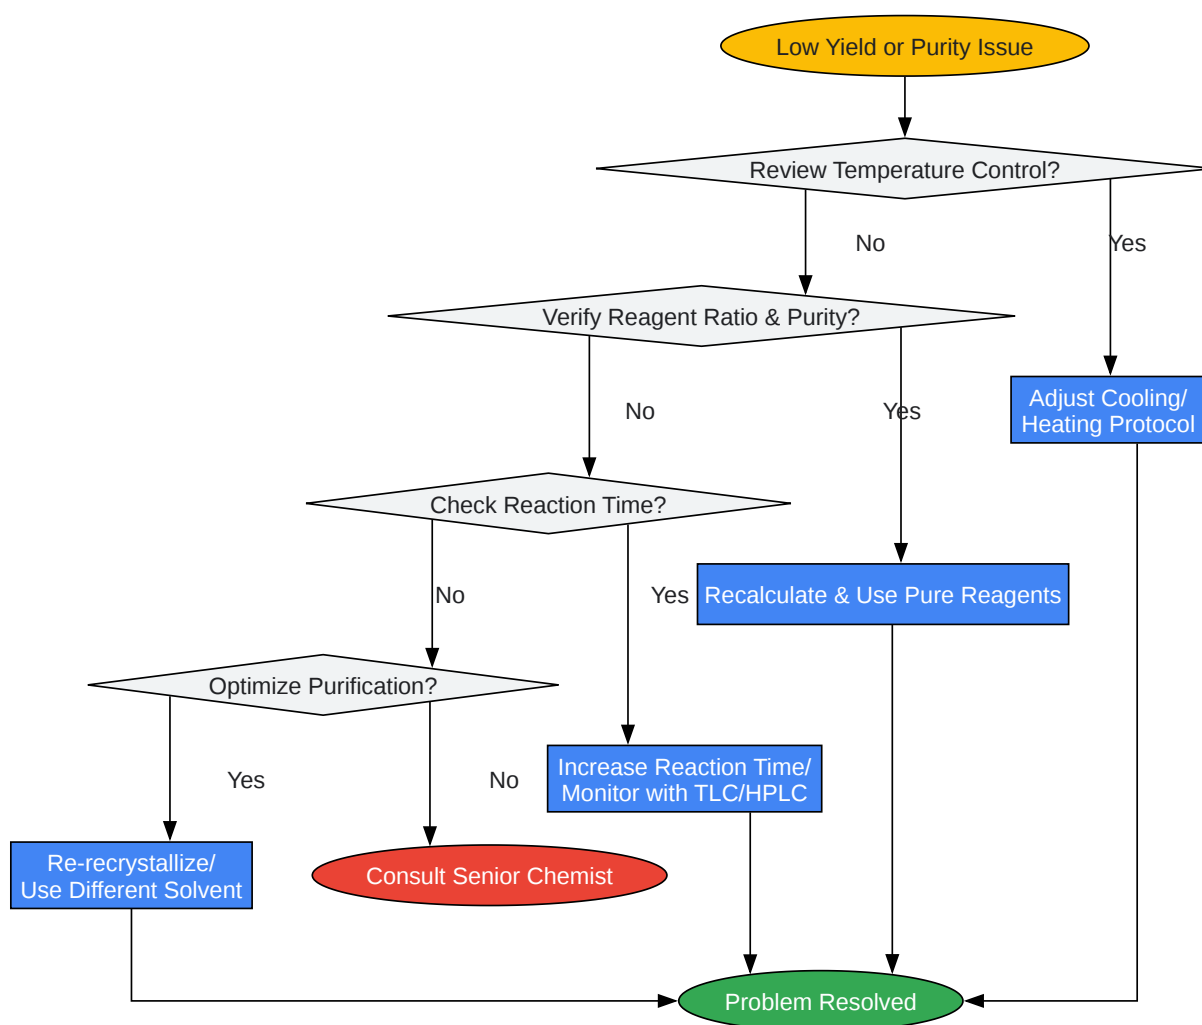 Low Yield or Purity Issue
Review Temperature Control?
No
Yes
Verify Reagent Ratio & Purity?
Adjust Cooling/
Heating Protocol
No
Yes
Check Reaction Time?
No
Yes
Recalculate & Use Pure Reagents
Optimize Purification?
Yes
No
Increase Reaction Time/
Monitor with TLC/HPLC
Re-recrystallize/
Use Different Solvent
Consult Senior Chemist
Problem Resolved